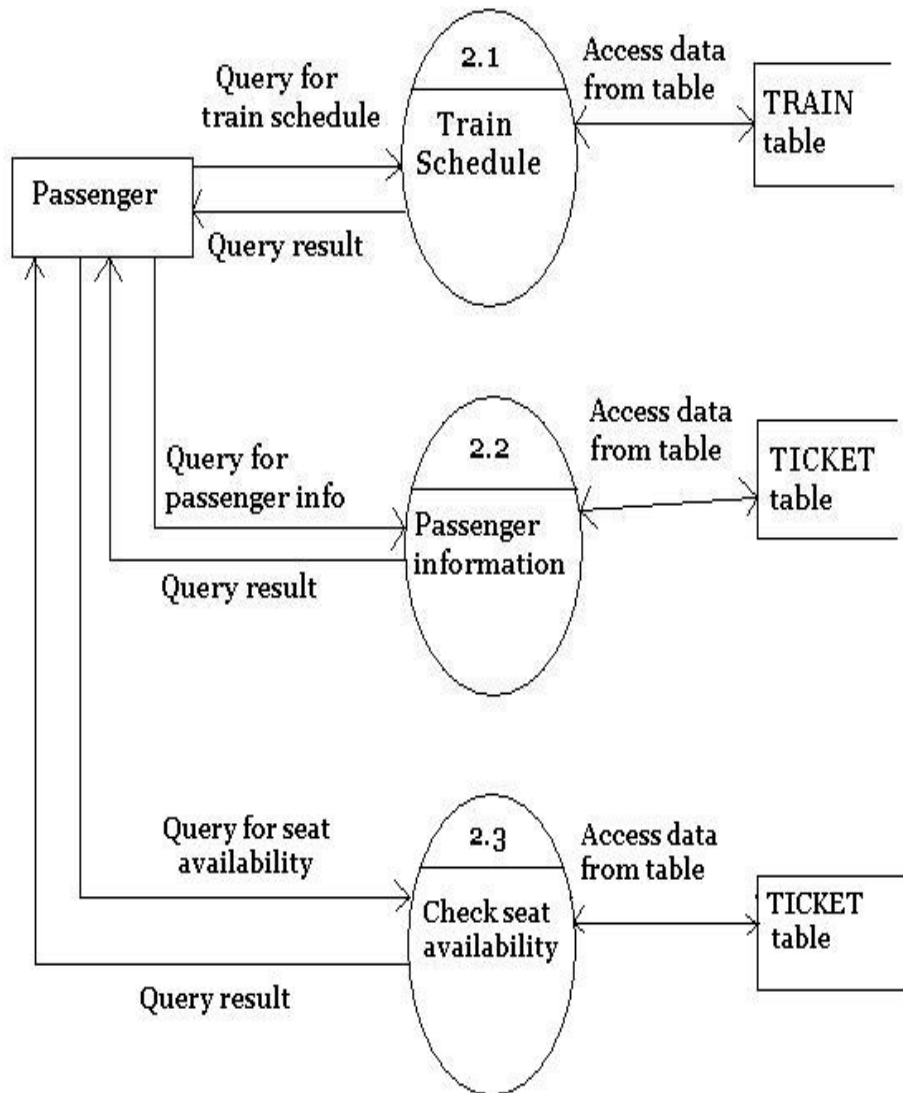 2.1
Query for
train schedule
Access data
from table
TRAIN
table
Train
Schedule
Passenger
Query result
2.2
Access data
from table
TICKET
table
Query for
passenger info
Passenger
information
Query result
2.3
Query for seat
availability
Access data
from table
TICKET
table
Check seat
availability
Query result